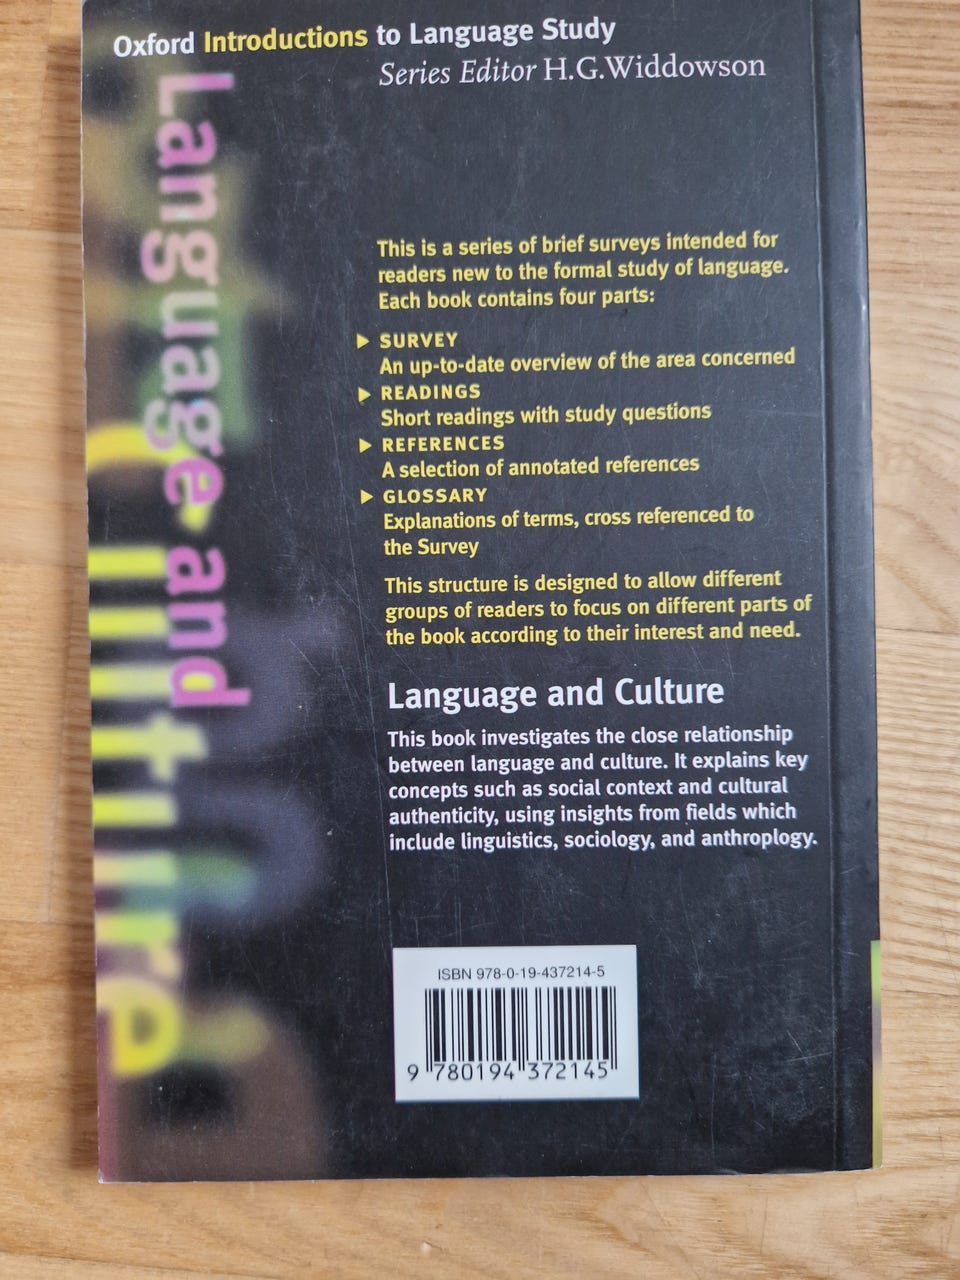 Oxford Introductions to Language Study
Series Editor H.G.Widdowson
Language and
Culture
This is a series of brief surveys intended for
readers new to the formal study of language.
Each book contains four parts:
SURVEY
An up-to-date overview of the area concerned
READINGS
Short readings with study questions
REFERENCES
A selection of annotated references
GLOSSARY
Explanations of terms, cross referenced to
the Survey
This structure is designed to allow different
groups of readers to focus on different parts of
the book according to their interest and need.
Language and Culture
This book investigates the close relationship
between language and culture. It explains key
concepts such as social context and cultural
authenticity, using insights from fields which
include linguistics, sociology, and anthroplogy.
ISBN 978-0-19-437214-5
9 780194 372145